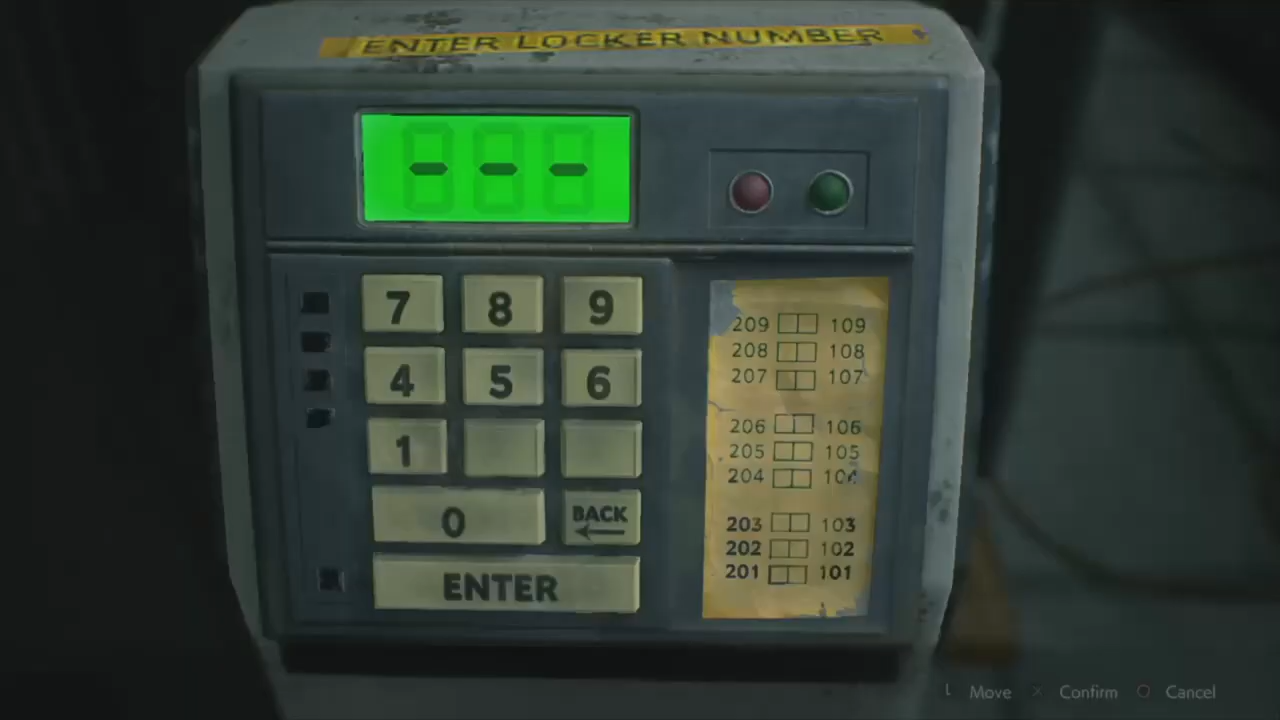 ENTER LOCKER NUMBER
- - -
7 8 9
4 5 6
1
0 BACK
ENTER
209 109
208 108
207 107
206 106
205 105
204 104
203 103
202 102
201 101
L Move × Confirm O Cancel